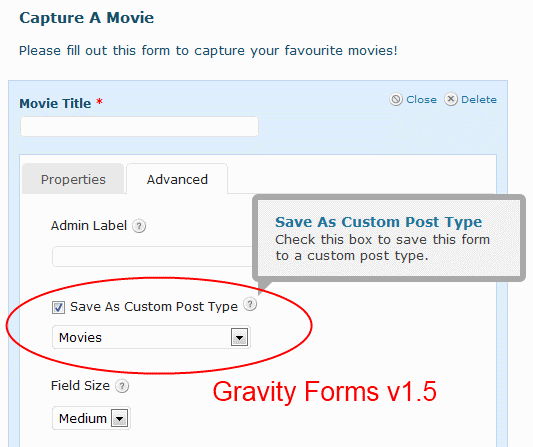 Capture A Movie
Please fill out this form to capture your favourite movies!
Movie Title *
Close Delete
Properties Advanced
Admin Label ?
Save As Custom Post Type
Check this box to save this form
to a custom post type.
Save As Custom Post Type ?
Movies
Field Size ?
Gravity Forms v1.5
Medium